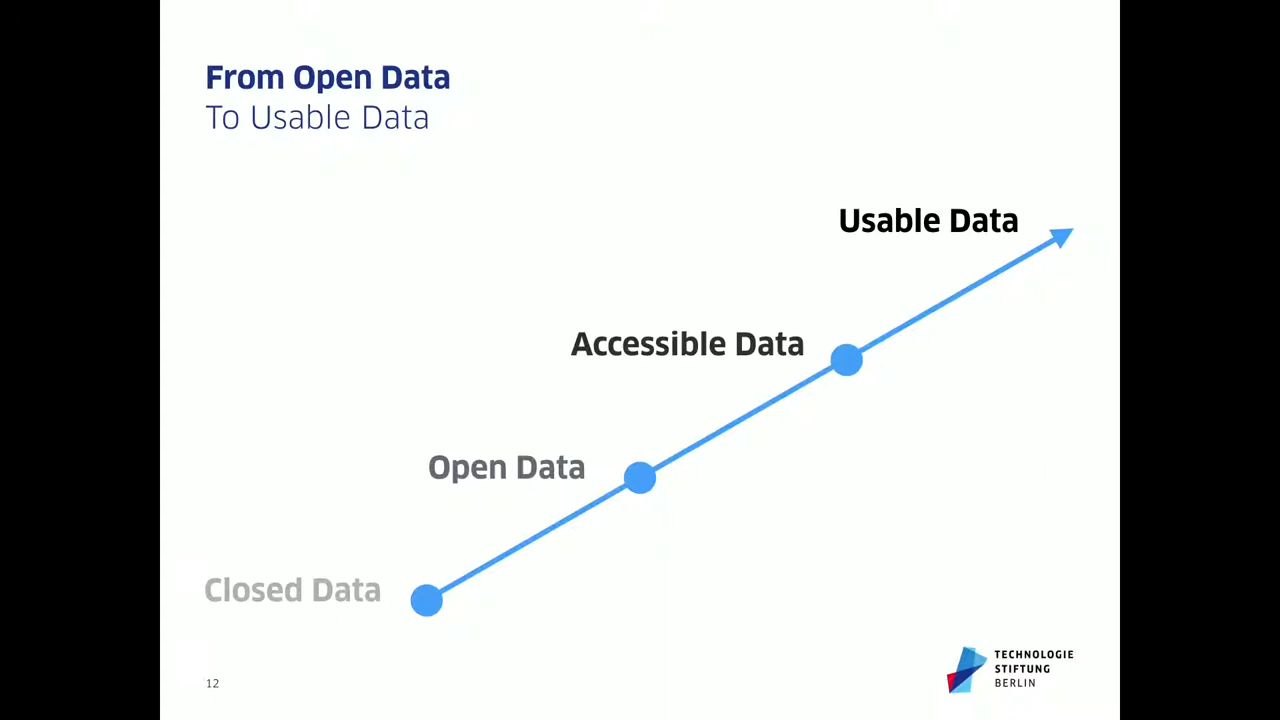 From Open Data
To Usable Data
Usable Data
Accessible Data
Open Data
Closed Data
12
TECHNOLOGIE
STIFTUNG
BERLIN